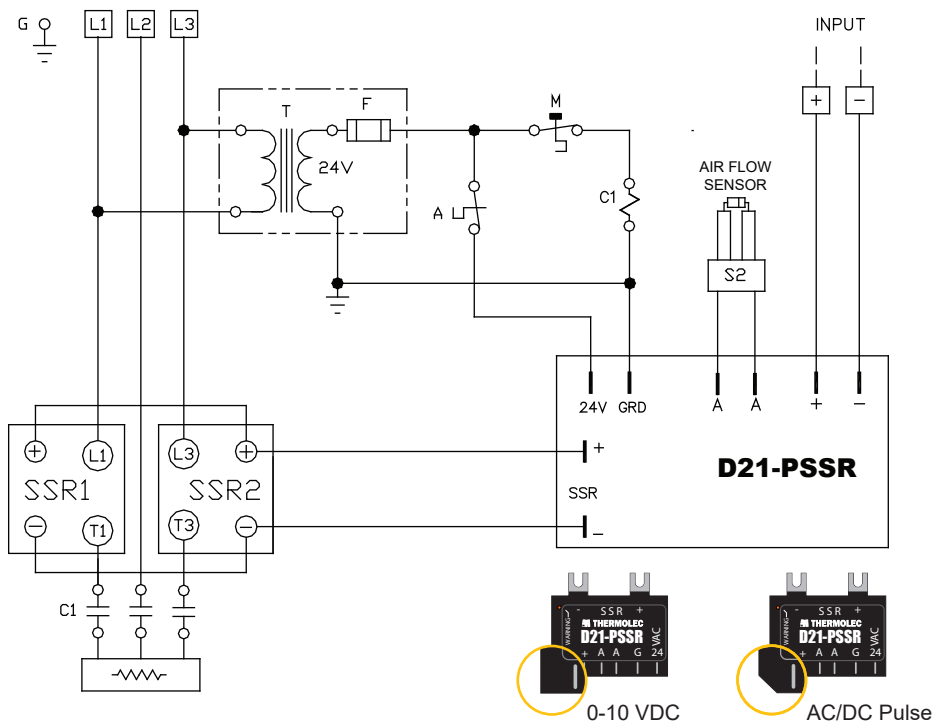 G L1 L2 L3 INPUT
+ −
T F M
24V
AIR FLOW
SENSOR
A C1
S2
24V GRD A A + −
+ L1 L3 + +
SSR1 SSR2 SSR D21-PSSR
− T1 T3 − −
C1
- SSR +
WARNING
THERMOLEC
D21-PSSR
+ A A G 24 VAC
0-10 VDC
- SSR +
WARNING
THERMOLEC
D21-PSSR
+ A A G 24 VAC
AC/DC Pulse